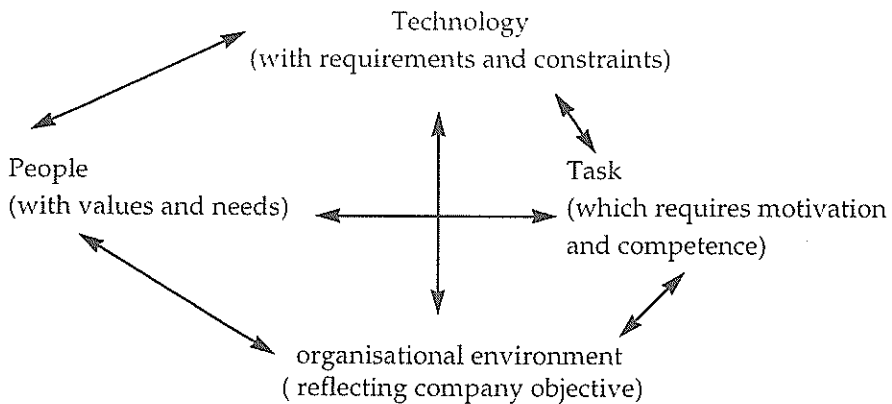 Technology
(with requirements and constraints)
People
(with values and needs)
Task
(which requires motivation
and competence)
organisational environment
( reflecting company objective)